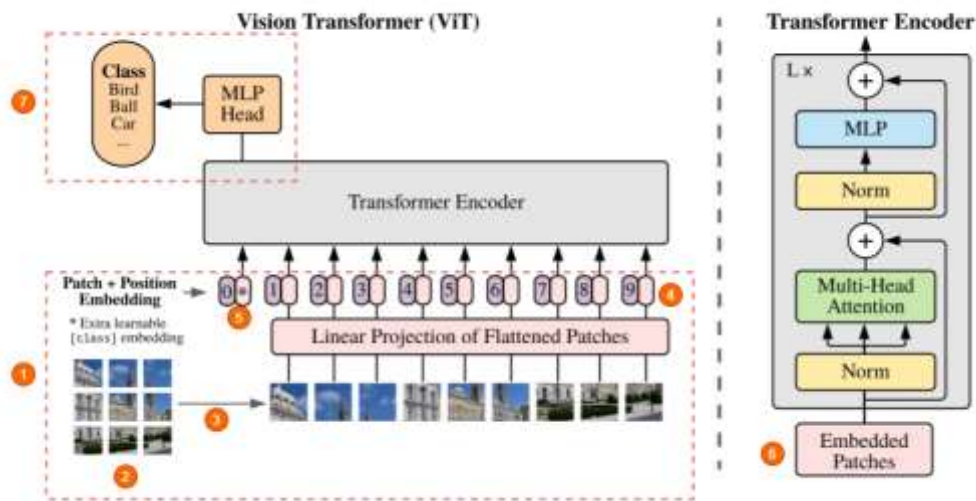 Vision Transformer (ViT)
Class
Bird
Ball
Car
...
MLP
Head
7
Transformer Encoder
Patch + Position
Embedding
* Extra learnable
[class] embedding
0 *
1
2
3
4
5
6
7
8
9
4
5
Linear Projection of Flattened Patches
1
3
2
Transformer Encoder
L ×
+
MLP
Norm
+
Multi-Head
Attention
Norm
6
Embedded
Patches